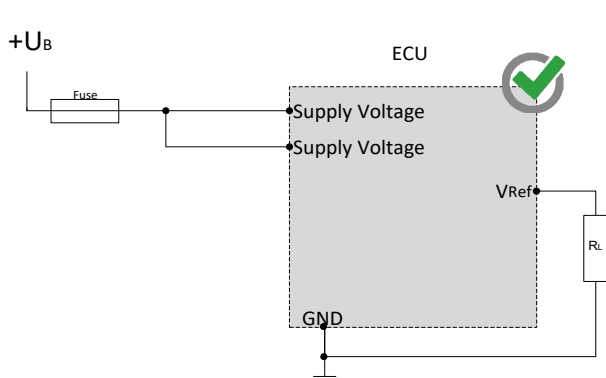 +UB
ECU
Fuse
Supply Voltage
Supply Voltage
VRef
RL
GND